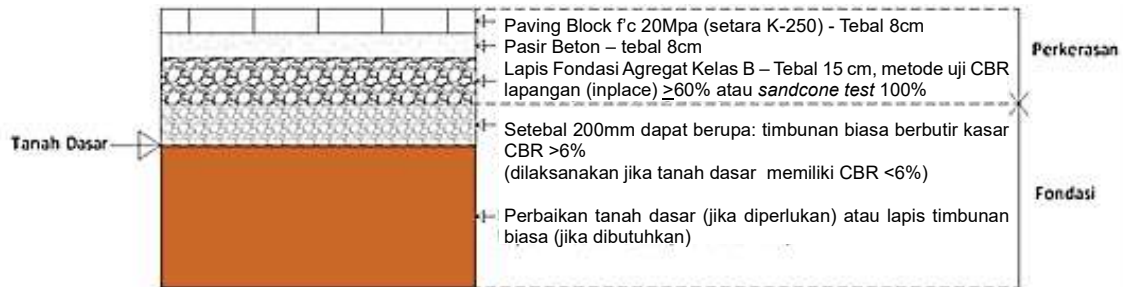 Paving Block f'c 20Mpa (setara K-250) - Tebal 8cm
Pasir Beton – tebal 8cm
Lapis Fondasi Agregat Kelas B – Tebal 15 cm, metode uji CBR
lapangan (inplace) ≥60% atau sandcone test 100%
Perkerasan
Setebal 200mm dapat berupa: timbunan biasa berbutir kasar
CBR >6%
(dilaksanakan jika tanah dasar memiliki CBR <6%)
Tanah Dasar
Perbaikan tanah dasar (jika diperlukan) atau lapis timbunan
biasa (jika dibutuhkan)
Fondasi